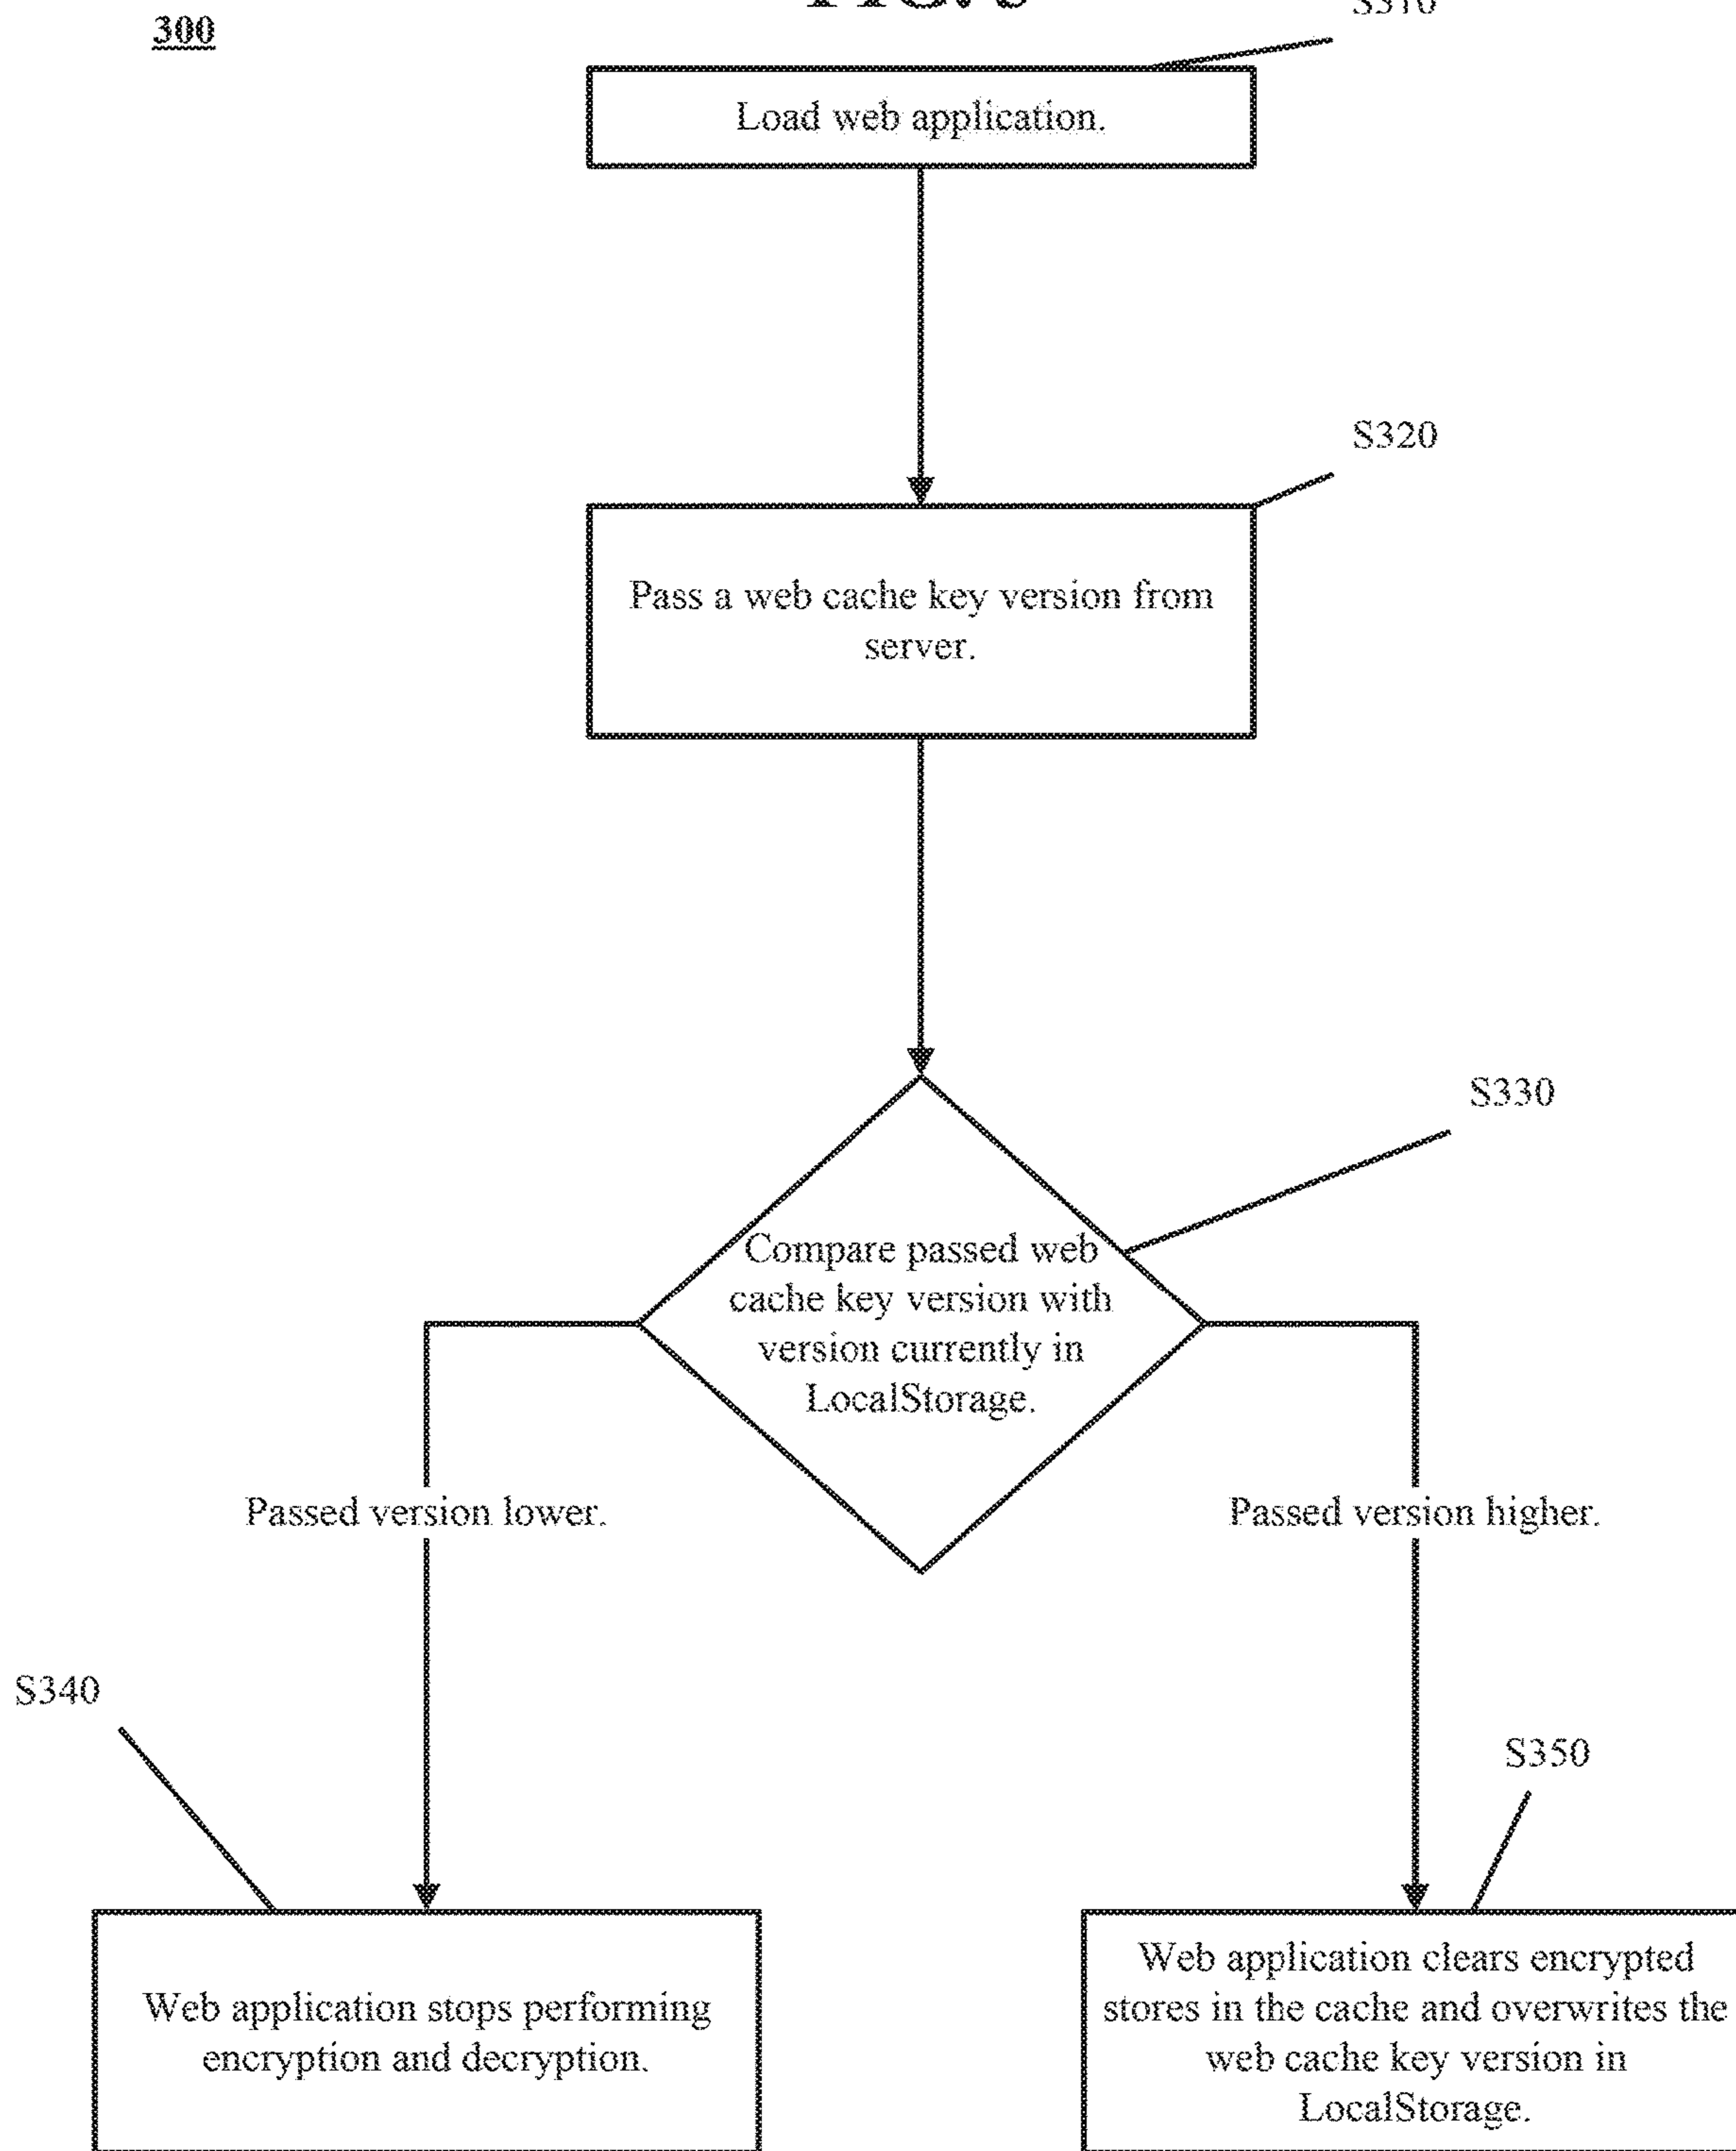 300
Load web application.
S320
Pass a web cache key version from
server.
S330
Compare passed web
cache key version with
version currently in
LocalStorage.
Passed version lower.
Passed version higher.
S340
S350
Web application stops performing
encryption and decryption.
Web application clears encrypted
stores in the cache and overwrites the
web cache key version in
LocalStorage.